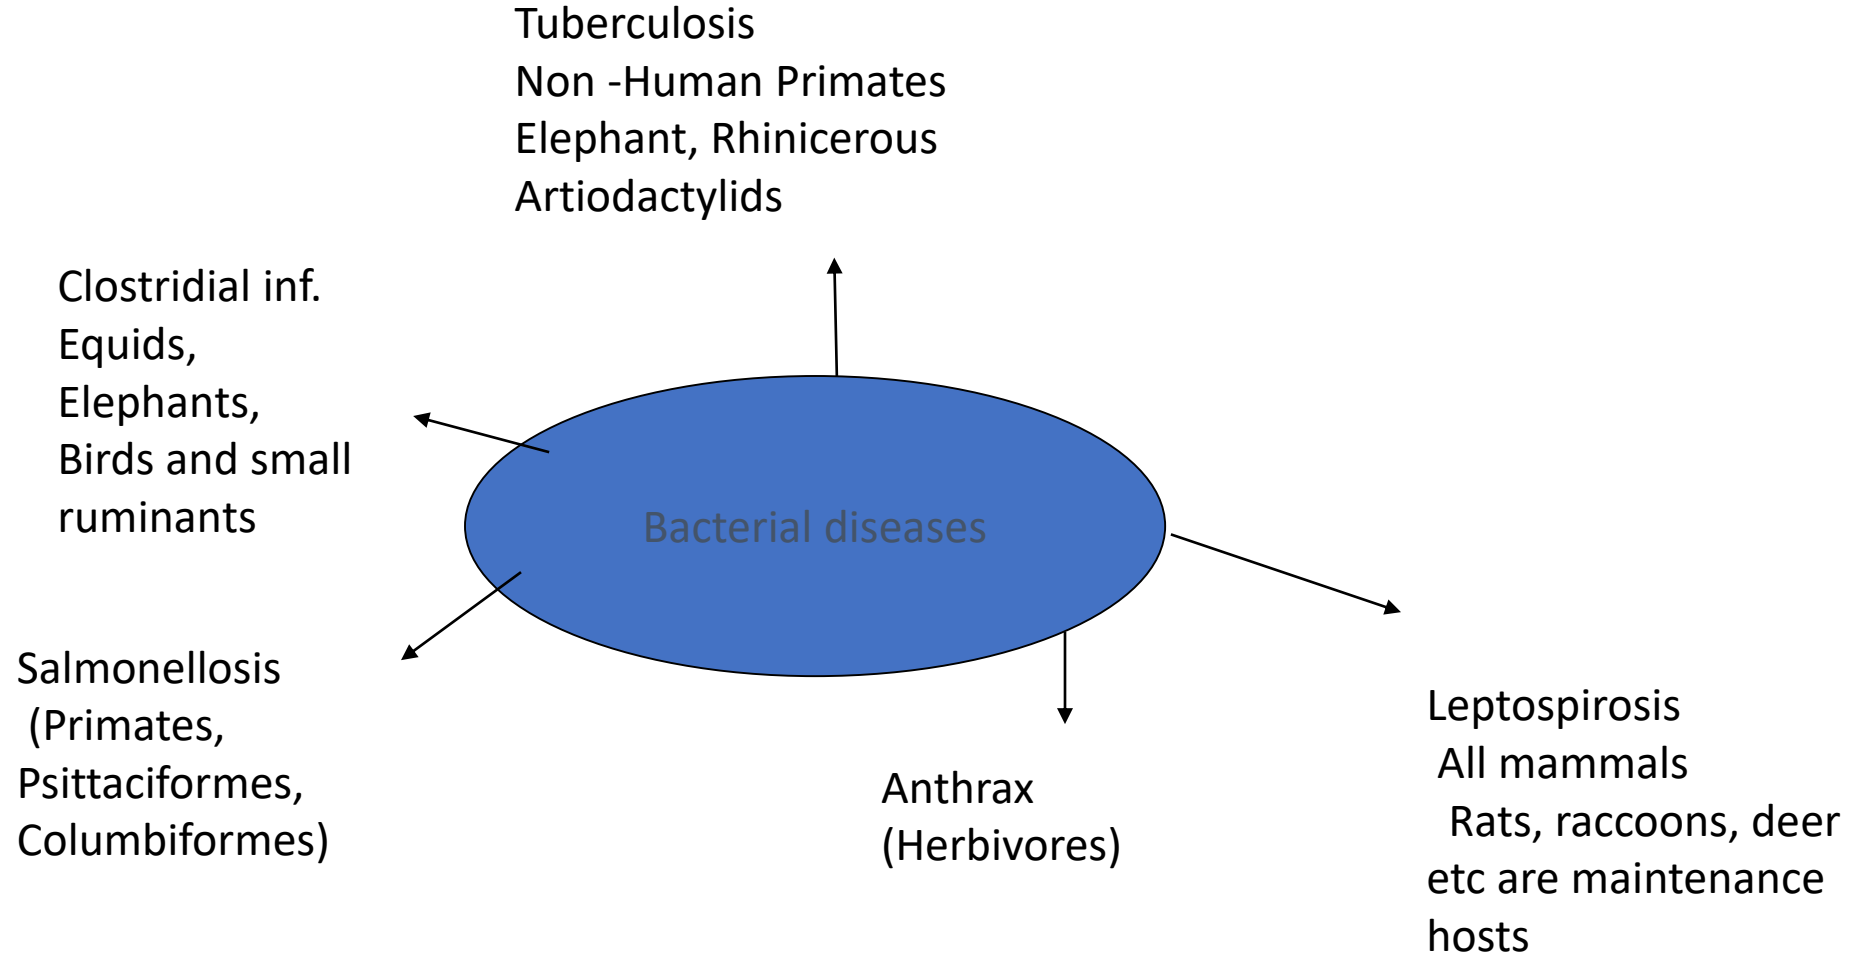 Tuberculosis
Non -Human Primates
Elephant, Rhinicerous
Artiodactylids
Clostridial inf.
Equids,
Elephants,
Birds and small
ruminants
Bacterial diseases
Salmonellosis
(Primates,
Psittaciformes,
Columbiformes)
Anthrax
(Herbivores)
Leptospirosis
All mammals
Rats, raccoons, deer
etc are maintenance
hosts